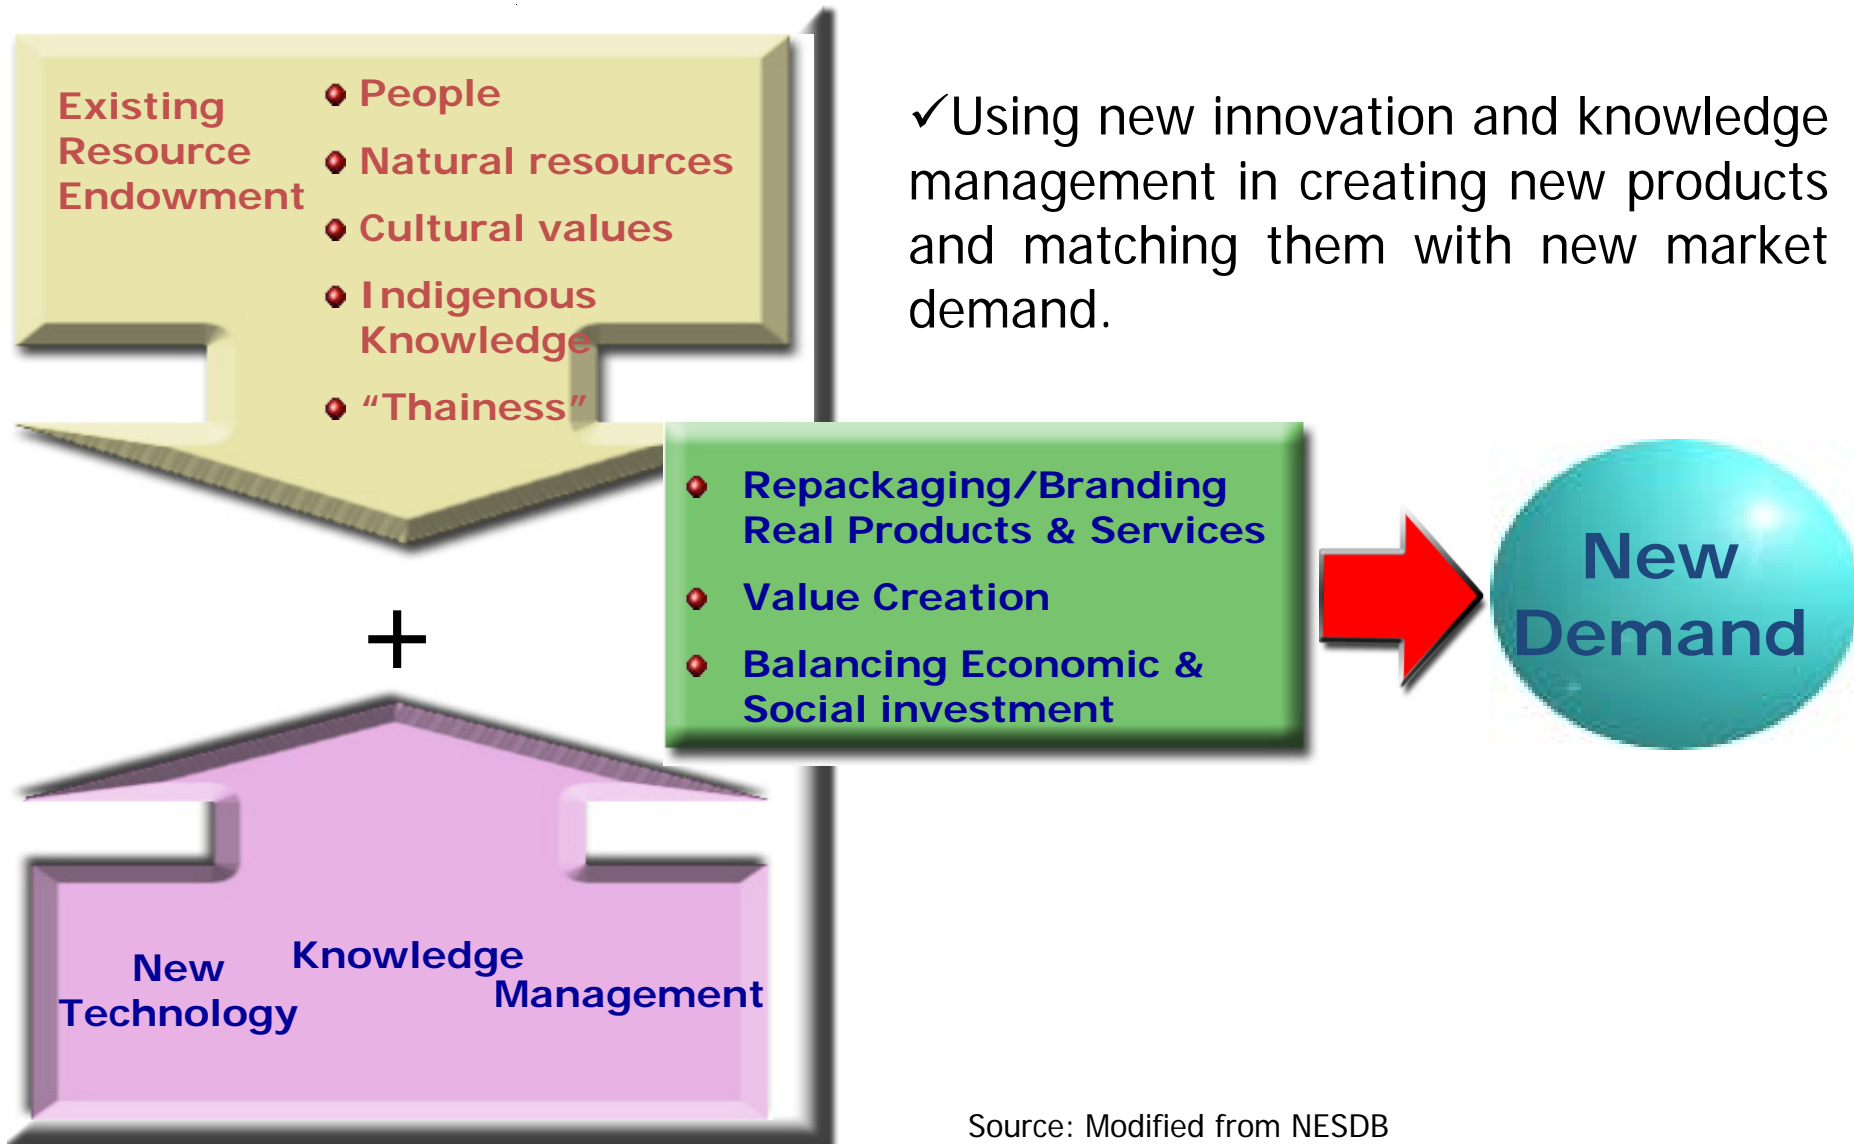 Existing
Resource
Endowment
People
Natural resources
Cultural values
Indigenous
Knowledge
“Thainess”
✓Using new innovation and knowledge
management in creating new products
and matching them with new market
demand.
Repackaging/Branding
Real Products & Services
Value Creation
Balancing Economic &
Social investment
New
Demand
+
New
Technology
Knowledge
Management
Source: Modified from NESDB